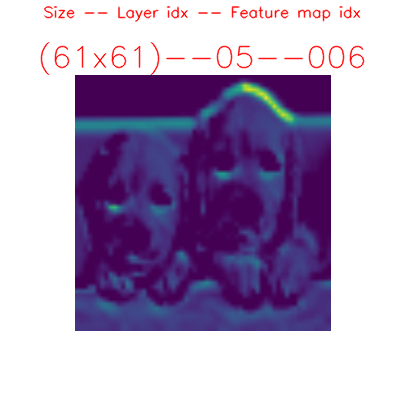 Size -- Layer idx -- Feature map idx
(61x61)--05--006